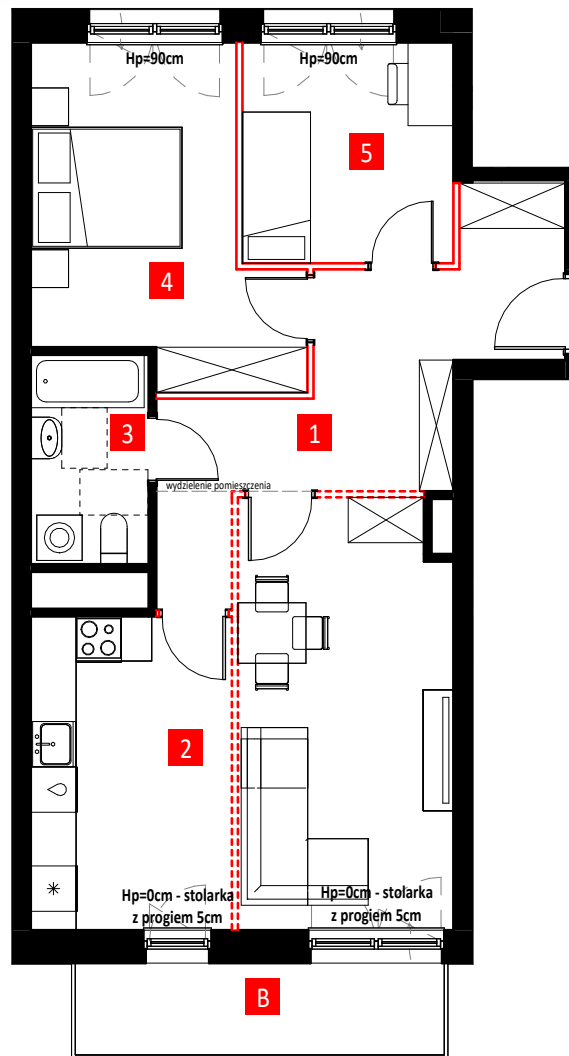 Hp=90cm
Hp=90cm
5
4
3
1
wydzielenie pomieszczenia
2
Hp=0cm - stolarka
z progiem 5cm
Hp=0cm - stolarka
z progiem 5cm
B